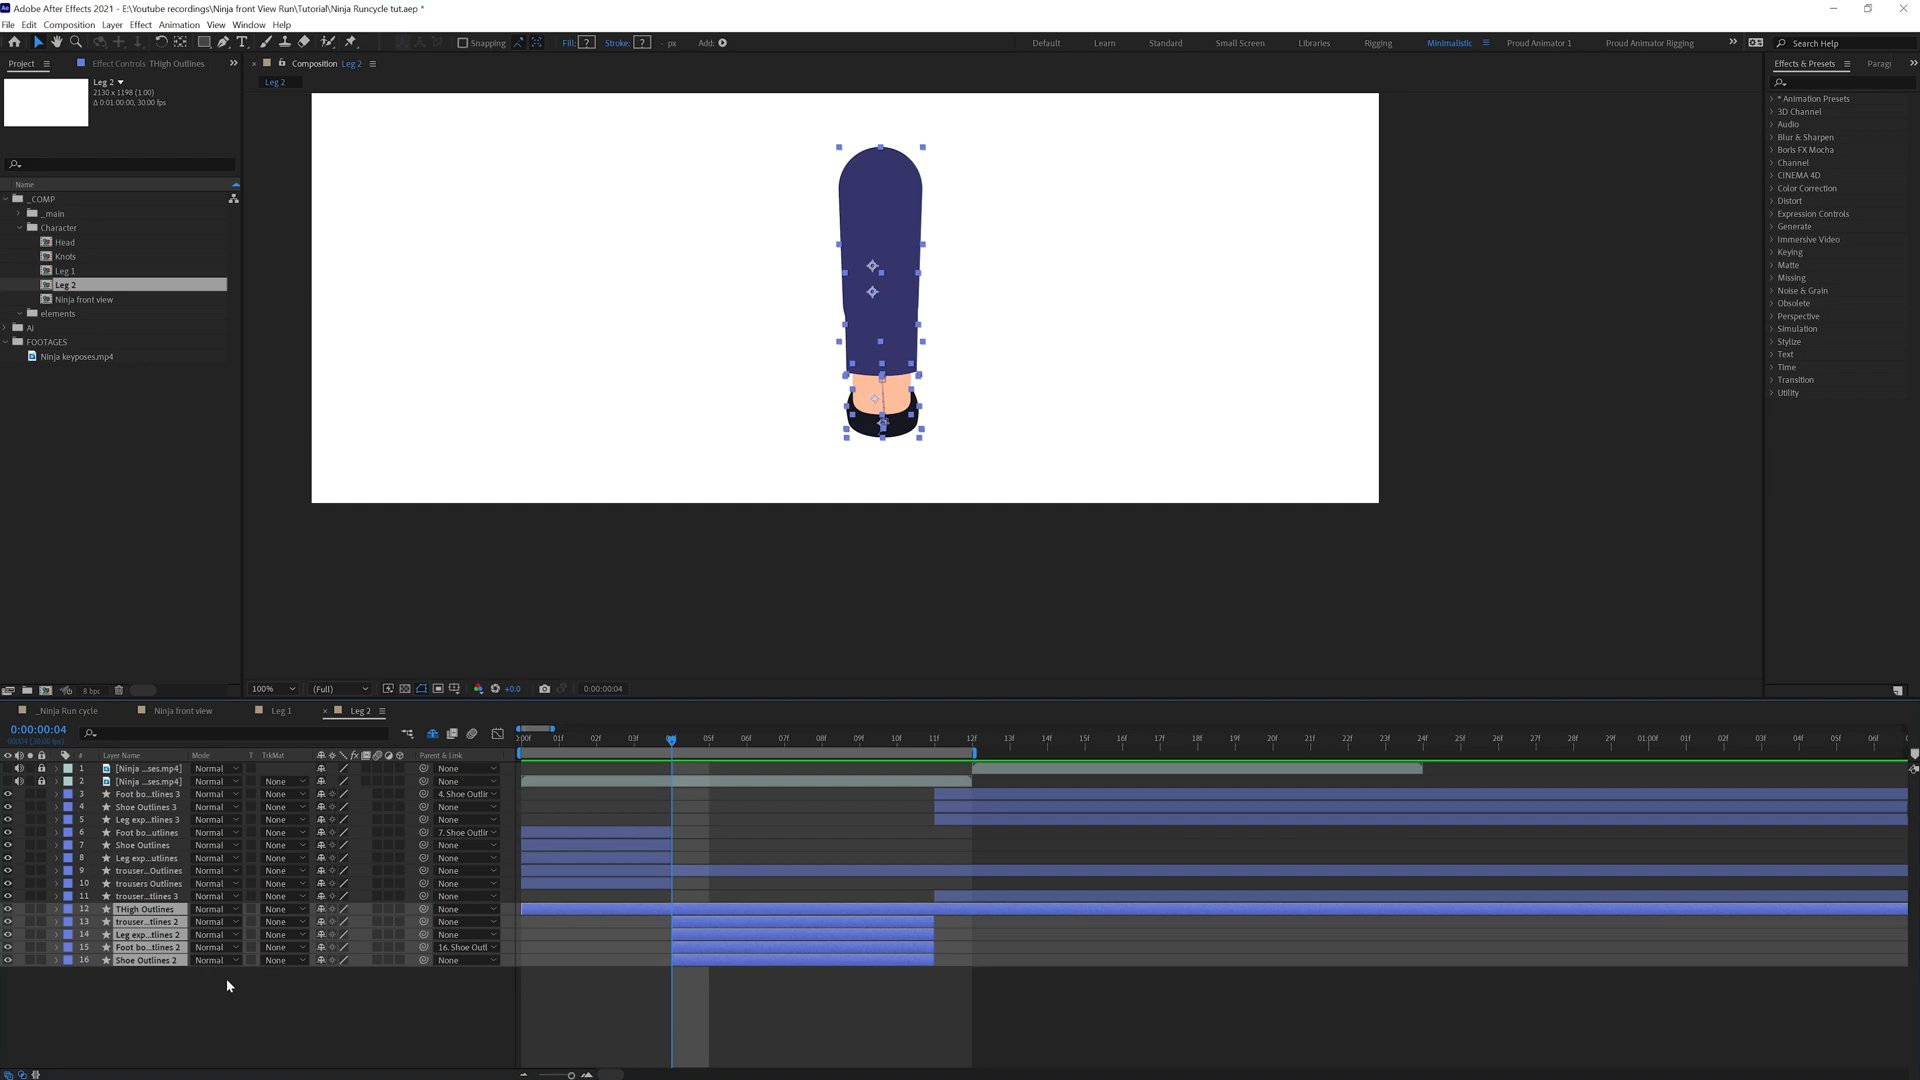 Adobe After Effects 2021 - E:\Youtube recordings\Ninja front View Run\Tutorial\Ninja Runcycle tut.aep *
File Edit Composition Layer Effect Animation View Window Help
Snapping Fill: ? Stroke: ? - px Add: Default Learn Standard Small Screen Libraries Rigging Minimalistic Proud Animator 1 Proud Animator Rigging Search Help
Project Effect Controls THigh Outlines Composition Leg 2 Effects & Presets Paragi
Leg 2
2130 x 1198 (1.00)
Δ 0:01:00:00, 30.00 fps
Leg 2
Name
_COMP
_main
Character
Head
Knots
Leg 1
Leg 2
Ninja front view
elements
AI
FOOTAGES
Ninja keyposes.mp4
* Animation Presets
3D Channel
Audio
Blur & Sharpen
Boris FX Mocha
Channel
CINEMA 4D
Color Correction
Distort
Expression Controls
Generate
Immersive Video
Keying
Matte
Missing
Noise & Grain
Obsolete
Perspective
Simulation
Stylize
Text
Time
Transition
Utility
8 bpc 100% (Full) +0.0 0:00:00:04
_Ninja Run cycle Ninja front view Leg 1 Leg 2
0:00:00:04
00004 (30.00 fps)
01f 02f 03f 04f 05f 06f 07f 08f 09f 10f 11f 12f 13f 14f 15f 16f 17f 18f 19f 20f 21f 22f 23f 24f 25f 26f 27f 28f 29f 01:00f 01f 02f 03f 04f 05f 06f
# Layer Name Mode T TrkMat fx Parent & Link
1 [Ninja ...ses.mp4] Normal None
2 [Ninja ...ses.mp4] Normal None None
3 Foot bo...tlines 3 Normal None 4. Shoe Outlir
4 Shoe Outlines 3 Normal None None
5 Leg exp...tlines 3 Normal None None
6 Foot bo...utlines Normal None 7. Shoe Outlir
7 Shoe Outlines Normal None None
8 Leg exp...utlines Normal None None
9 trouser...Outlines Normal None None
10 trousers Outlines Normal None None
11 trouser...tlines 3 Normal None None
12 THigh Outlines Normal None None
13 trouser...tlines 2 Normal None None
14 Leg exp...tlines 2 Normal None None
15 Foot bo...tlines 2 Normal None 16. Shoe Outl
16 Shoe Outlines 2 Normal None None